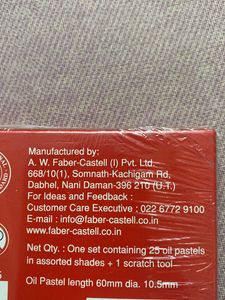 Manufactured by:
A. W. Faber-Castell (I) Pvt. Ltd,
668/10(1), Somnath-Kachigam Rd,
Dabhel, Nani Daman-396 210 (U.T.)
For Ideas and Feedback :
Customer Care Executive : 022 6772 9100
E-mail : info@faber-castell.co.in
www.faber-castell.co.in
Net Qty. : One set containing 25 oil pastels
in assorted shades + 1 scratch tool
Oil Pastel length 60mm dia. 10.5mm